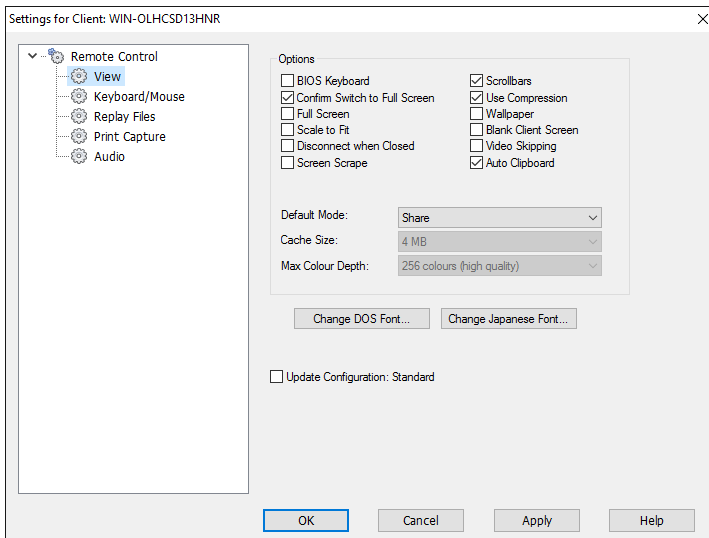 Settings for Client: WIN-OLHCSD13HNR
Remote Control
View
Keyboard/Mouse
Replay Files
Print Capture
Audio
Options
BIOS Keyboard
Confirm Switch to Full Screen
Full Screen
Scale to Fit
Disconnect when Closed
Screen Scrape
Scrollbars
Use Compression
Wallpaper
Blank Client Screen
Video Skipping
Auto Clipboard
Default Mode: Share
Cache Size: 4 MB
Max Colour Depth: 256 colours (high quality)
Change DOS Font... Change Japanese Font...
Update Configuration: Standard
OK Cancel Apply Help